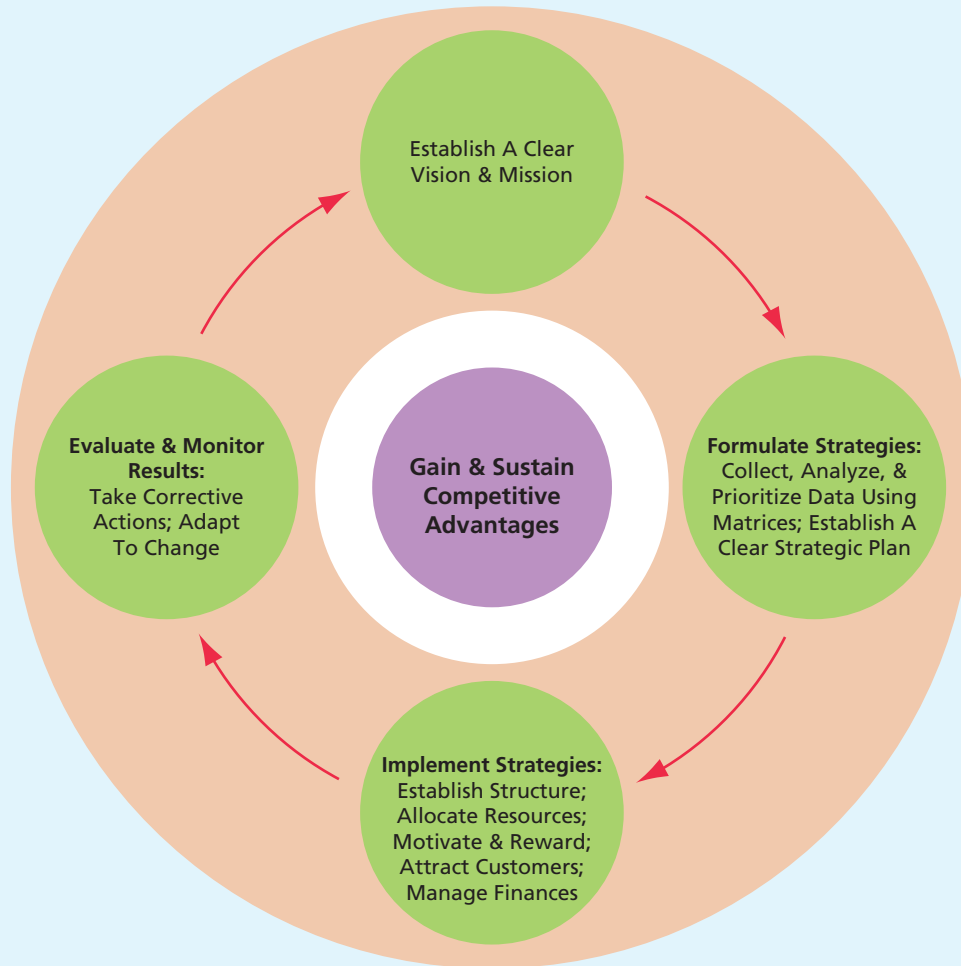 Establish A Clear
Vision & Mission
Formulate Strategies:
Collect, Analyze, &
Prioritize Data Using
Matrices; Establish A
Clear Strategic Plan
Implement Strategies:
Establish Structure;
Allocate Resources;
Motivate & Reward;
Attract Customers;
Manage Finances
Evaluate & Monitor
Results:
Take Corrective
Actions; Adapt
To Change
Gain & Sustain
Competitive
Advantages